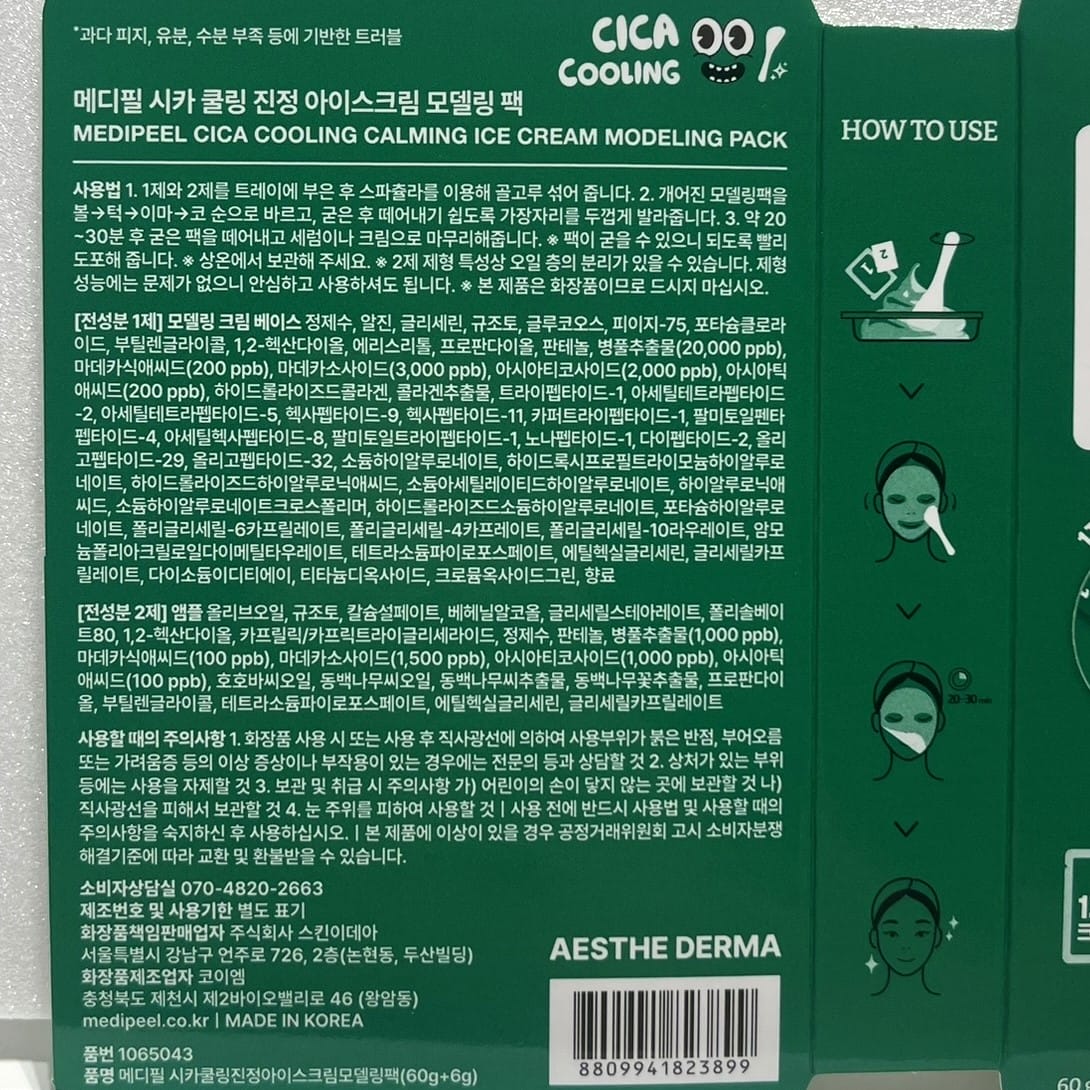 *과다 피지, 유분, 수분 부족 등에 기반한 트러블
CICA
COOLING
메디필 시카 쿨링 진정 아이스크림 모델링 팩
MEDIPEEL CICA COOLING CALMING ICE CREAM MODELING PACK
사용법 1. 1제와 2제를 트레이에 부은 후 스파츌라를 이용해 골고루 섞어 줍니다. 2. 개어진 모델링팩을
볼→턱→이마→코 순으로 바르고, 굳은 후 떼어내기 쉽도록 가장자리를 두껍게 발라줍니다. 3. 약 20
~30분 후 굳은 팩을 떼어내고 세럼이나 크림으로 마무리해줍니다. ※ 팩이 굳을 수 있으니 되도록 빨리
도포해 줍니다. ※ 상온에서 보관해 주세요. ※ 2제 제형 특성상 오일 층의 분리가 있을 수 있습니다. 제형
성능에는 문제가 없으니 안심하고 사용하셔도 됩니다. ※ 본 제품은 화장품이므로 드시지 마십시오.
[전성분 1제] 모델링 크림 베이스 정제수, 알진, 글리세린, 규조토, 글루코오스, 피이지-75, 포타슘클로라
이드, 부틸렌글라이콜, 1,2-헥산다이올, 에리스리톨, 프로판다이올, 판테놀, 병풀추출물(20,000 ppb),
마데카식애씨드(200 ppb), 마데카소사이드(3,000 ppb), 아시아티코사이드(2,000 ppb), 아시아틱
애씨드(200 ppb), 하이드롤라이즈드콜라겐, 콜라겐추출물, 트라이펩타이드-1, 아세틸테트라펩타이드
-2, 아세틸테트라펩타이드-5, 헥사펩타이드-9, 헥사펩타이드-11, 카퍼트라이펩타이드-1, 팔미토일펜타
펩타이드-4, 아세틸헥사펩타이드-8, 팔미토일트라이펩타이드-1, 노나펩타이드-1, 다이펩타이드-2, 올리
고펩타이드-29, 올리고펩타이드-32, 소듐하이알루로네이트, 하이드록시프로필트라이모늄하이알루로
네이트, 하이드롤라이즈드하이알루로닉애씨드, 소듐아세틸레이티드하이알루로네이트, 하이알루로닉애
씨드, 소듐하이알루로네이트크로스폴리머, 하이드롤라이즈드소듐하이알루로네이트, 포타슘하이알루로
네이트, 폴리글리세릴-6카프릴레이트, 폴리글리세릴-4카프레이트, 폴리글리세릴-10라우레이트, 암모
늄폴리아크릴로일다이메틸타우레이트, 테트라소듐파이로포스페이트, 에틸헥실글리세린, 글리세릴카프
릴레이트, 다이소듐이디티에이, 티타늄디옥사이드, 크로뮴옥사이드그린, 향료
[전성분 2제] 앰플 올리브오일, 규조토, 칼슘설페이트, 베헤닐알코올, 글리세릴스테아레이트, 폴리솔베이
트80, 1,2-헥산다이올, 카프릴릭/카프릭트라이글리세라이드, 정제수, 판테놀, 병풀추출물(1,000 ppb),
마데카식애씨드(100 ppb), 마데카소사이드(1,500 ppb), 아시아티코사이드(1,000 ppb), 아시아틱
애씨드(100 ppb), 호호바씨오일, 동백나무씨오일, 동백나무씨추출물, 동백나무꽃추출물, 프로판다이
올, 부틸렌글라이콜, 테트라소듐파이로포스페이트, 에틸헥실글리세린, 글리세릴카프릴레이트
사용할 때의 주의사항 1. 화장품 사용 시 또는 사용 후 직사광선에 의하여 사용부위가 붉은 반점, 부어오름
또는 가려움증 등의 이상 증상이나 부작용이 있는 경우에는 전문의 등과 상담할 것 2. 상처가 있는 부위
등에는 사용을 자제할 것 3. 보관 및 취급 시 주의사항 가) 어린이의 손이 닿지 않는 곳에 보관할 것 나)
직사광선을 피해서 보관할 것 4. 눈 주위를 피하여 사용할 것 | 사용 전에 반드시 사용법 및 사용할 때의
주의사항을 숙지하신 후 사용하십시오. | 본 제품에 이상이 있을 경우 공정거래위원회 고시 소비자분쟁
해결기준에 따라 교환 및 환불받을 수 있습니다.
소비자상담실 070-4820-2663
제조번호 및 사용기한 별도 표기
화장품책임판매업자 주식회사 스킨이데아
서울특별시 강남구 언주로 726, 2층(논현동, 두산빌딩)
화장품제조업자 코이엠
충청북도 제천시 제2바이오밸리로 46 (왕암동)
medipeel.co.kr | MADE IN KOREA
품번 1065043
품명 메디필 시카쿨링진정아이스크림모델링팩(60g+6g)
AESTHE DERMA
8809941823899
HOW TO USE
1 2
20-30 min